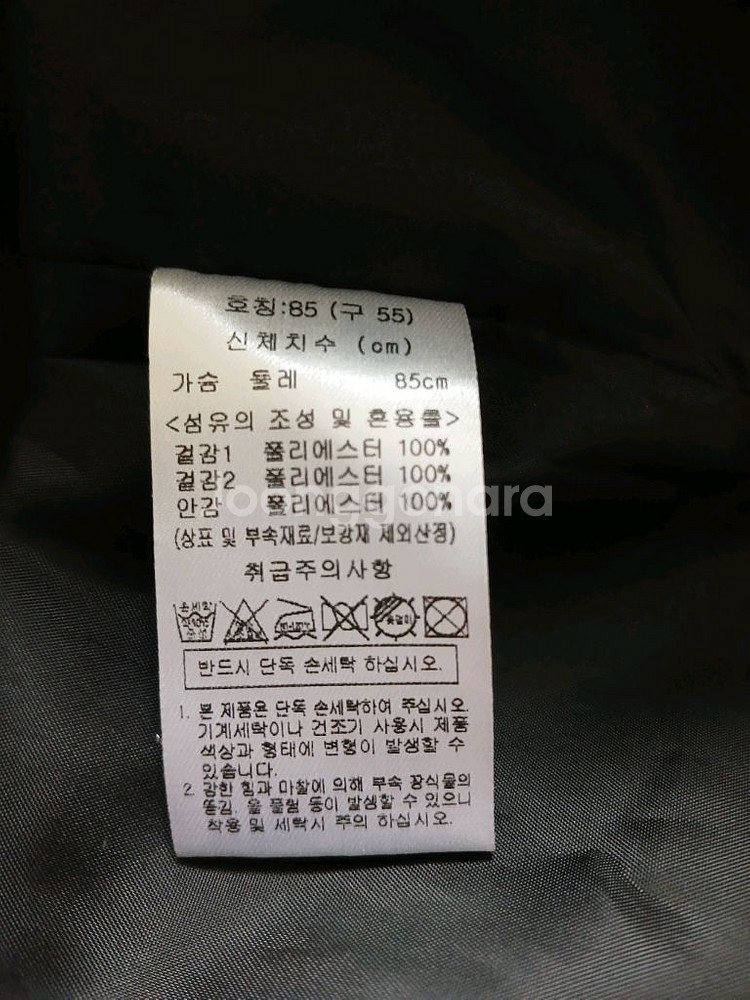 호칭:85 (구 55)
신체치수 (cm)
가슴 둘레 85cm
<섬유의 조성 및 혼용률>
겉감1 폴리에스터 100%
겉감2 폴리에스터 100%
안감 폴리에스터 100%
(상표 및 부속재료/보강재 제외산정)
취급주의사항
손세탁
중성
옷걸이
반드시 단독 손세탁 하십시오.
1. 본 제품은 단독 손세탁하여 주십시오.
기계세탁이나 건조기 사용시 제품
색상과 형태에 변형이 발생할 수
있습니다.
2. 강한 힘과 마찰에 의해 부속 장식물의
뜯김, 올 풀림 등이 발생할 수 있으니
착용 및 세탁시 주의 하십시오.